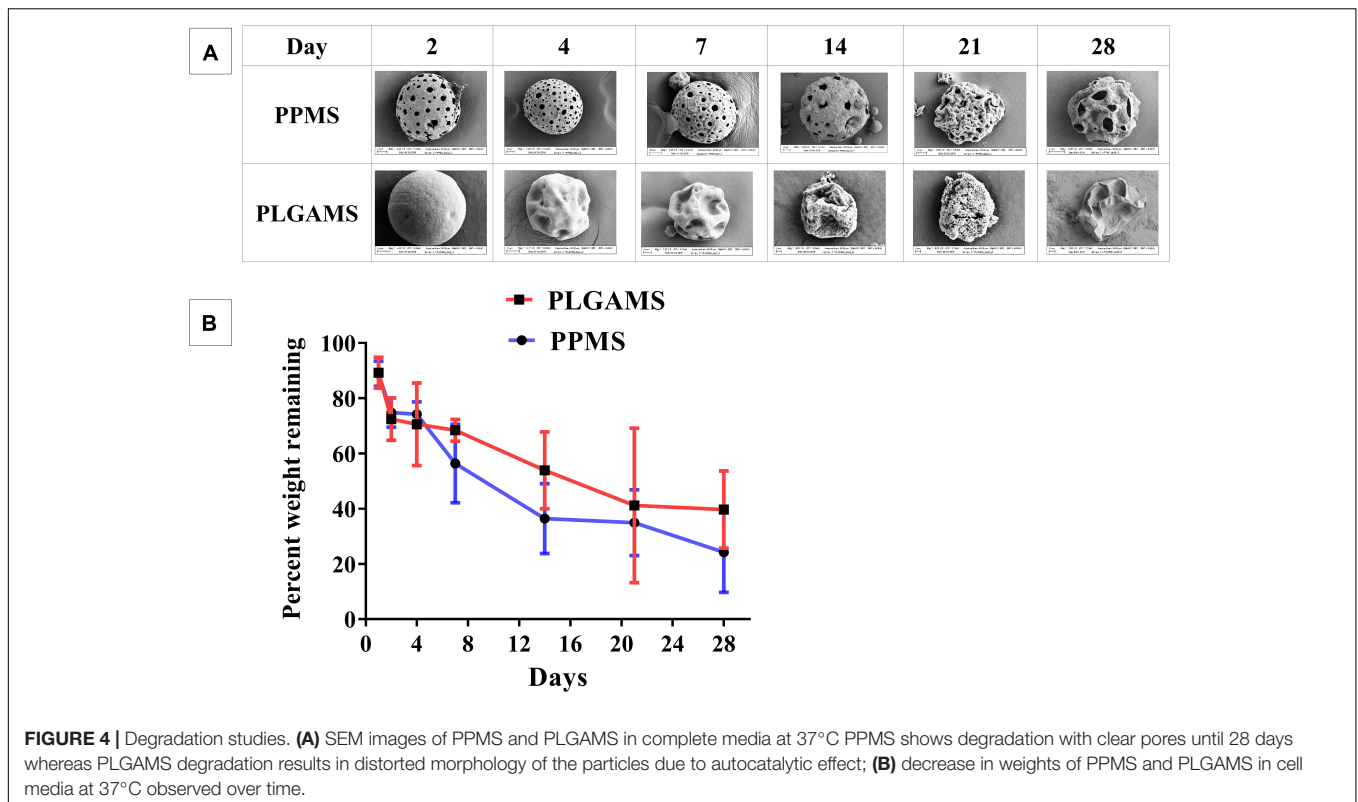 A
Day 2 4 7 14 21 28
PPMS
PLGAMS
B
PLGAMS
PPMS
Percent weight remaining
100
80
60
40
20
0
0 4 8 12 16 20 24 28
Days
FIGURE 4 | Degradation studies. (A) SEM images of PPMS and PLGAMS in complete media at 37°C PPMS shows degradation with clear pores until 28 days
whereas PLGAMS degradation results in distorted morphology of the particles due to autocatalytic effect; (B) decrease in weights of PPMS and PLGAMS in cell
media at 37°C observed over time.